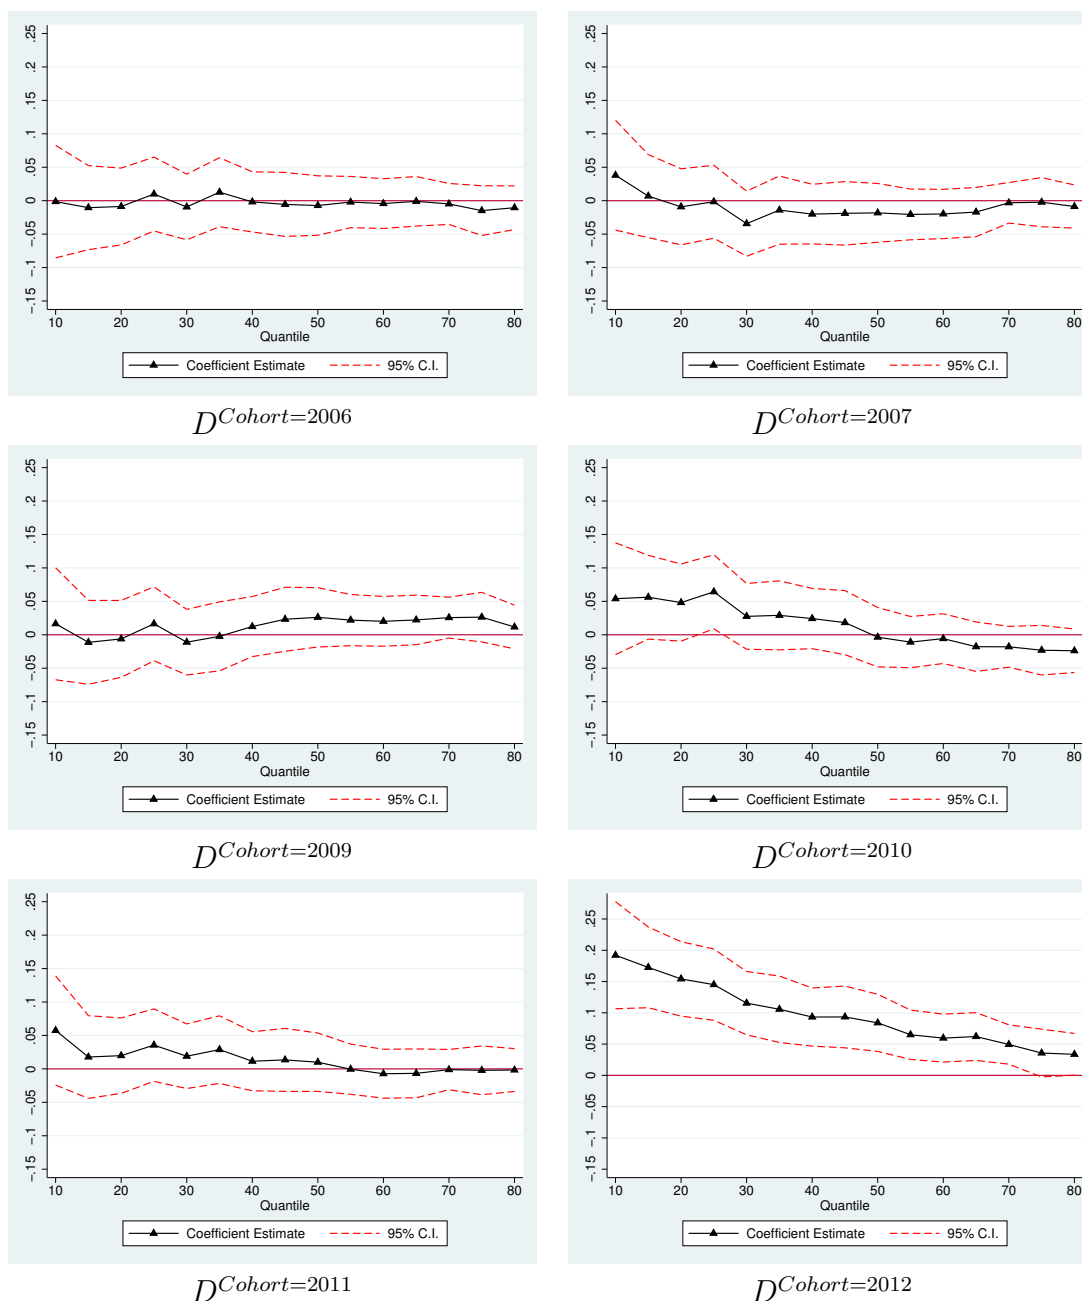 .25
.2
.15
.1
.05
0
-.05
-.1
-.15
10 20 30 40 50 60 70 80
Quantile
Coefficient Estimate 95% C.I.
D^{Cohort=2006}
.25
.2
.15
.1
.05
0
-.05
-.1
-.15
10 20 30 40 50 60 70 80
Quantile
Coefficient Estimate 95% C.I.
D^{Cohort=2007}
.25
.2
.15
.1
.05
0
-.05
-.1
-.15
10 20 30 40 50 60 70 80
Quantile
Coefficient Estimate 95% C.I.
D^{Cohort=2009}
.25
.2
.15
.1
.05
0
-.05
-.1
-.15
10 20 30 40 50 60 70 80
Quantile
Coefficient Estimate 95% C.I.
D^{Cohort=2010}
.25
.2
.15
.1
.05
0
-.05
-.1
-.15
10 20 30 40 50 60 70 80
Quantile
Coefficient Estimate 95% C.I.
D^{Cohort=2011}
.25
.2
.15
.1
.05
0
-.05
-.1
-.15
10 20 30 40 50 60 70 80
Quantile
Coefficient Estimate 95% C.I.
D^{Cohort=2012}